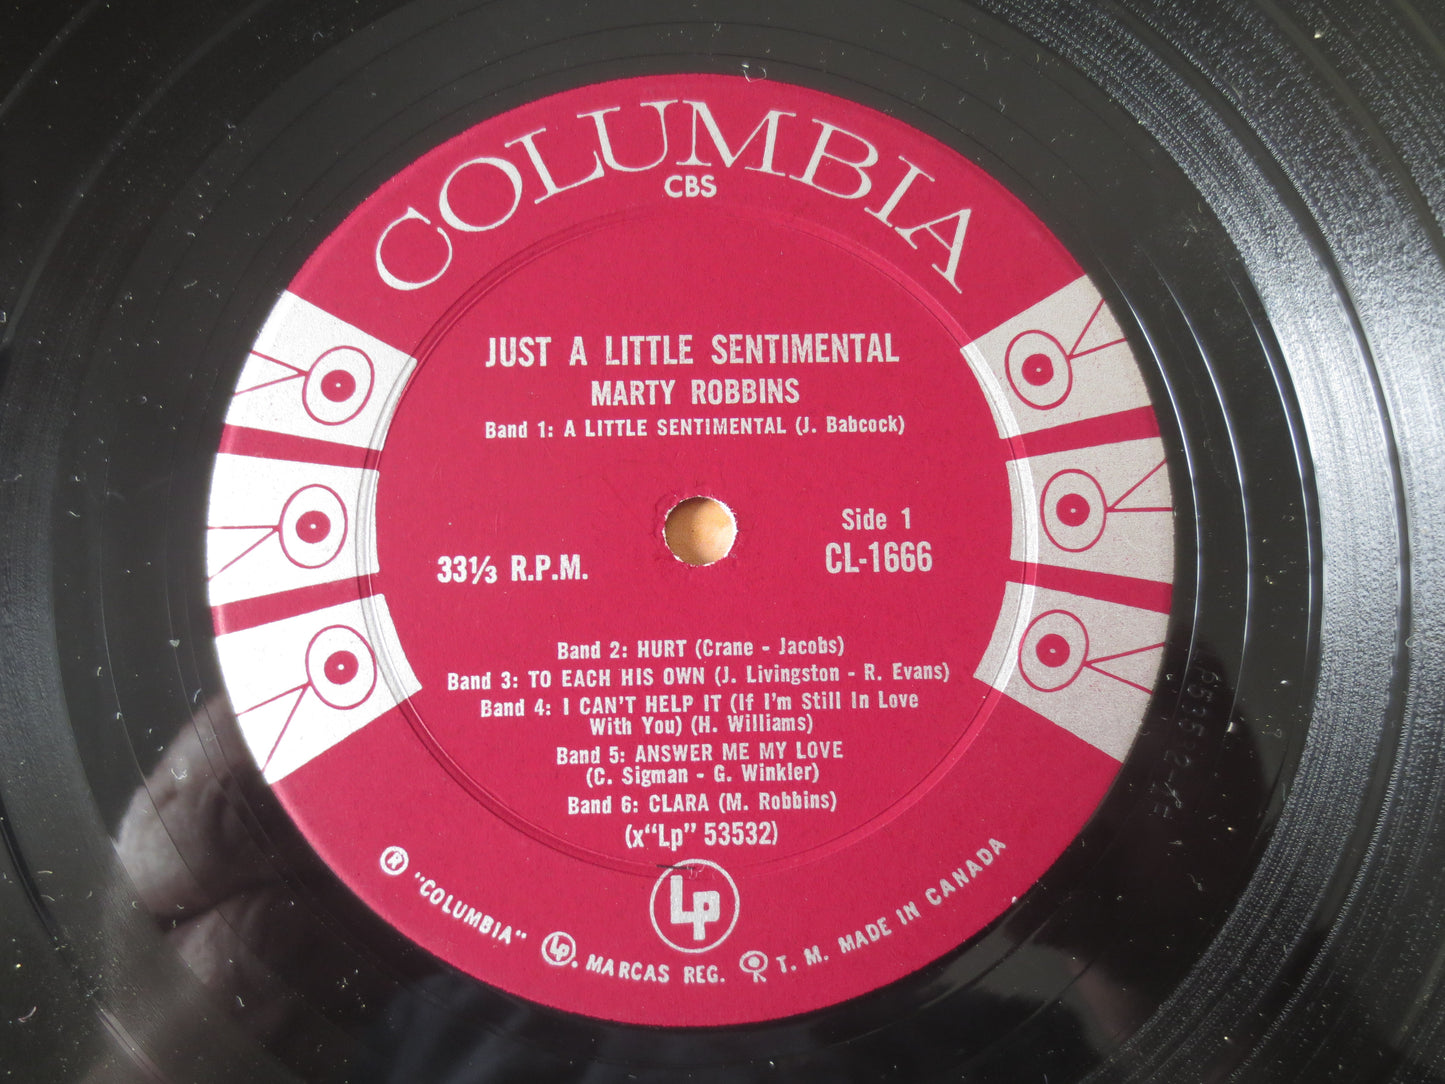 COLUMBIA
CBS
JUST A LITTLE SENTIMENTAL
MARTY ROBBINS
Band 1: A LITTLE SENTIMENTAL (J. Babcock)
Side 1
33⅓ R.P.M.
CL-1666
Band 2: HURT (Crane - Jacobs)
Band 3: TO EACH HIS OWN (J. Livingston - R. Evans)
Band 4: I CAN'T HELP IT (If I'm Still In Love
With You) (H. Williams)
Band 5: ANSWER ME MY LOVE
(C. Sigman - G. Winkler)
Band 6: CLARA (M. Robbins)
(x"Lp" 53532)
Lp
® "COLUMBIA" Lp. MARCAS REG. T. M. MADE IN CANADA